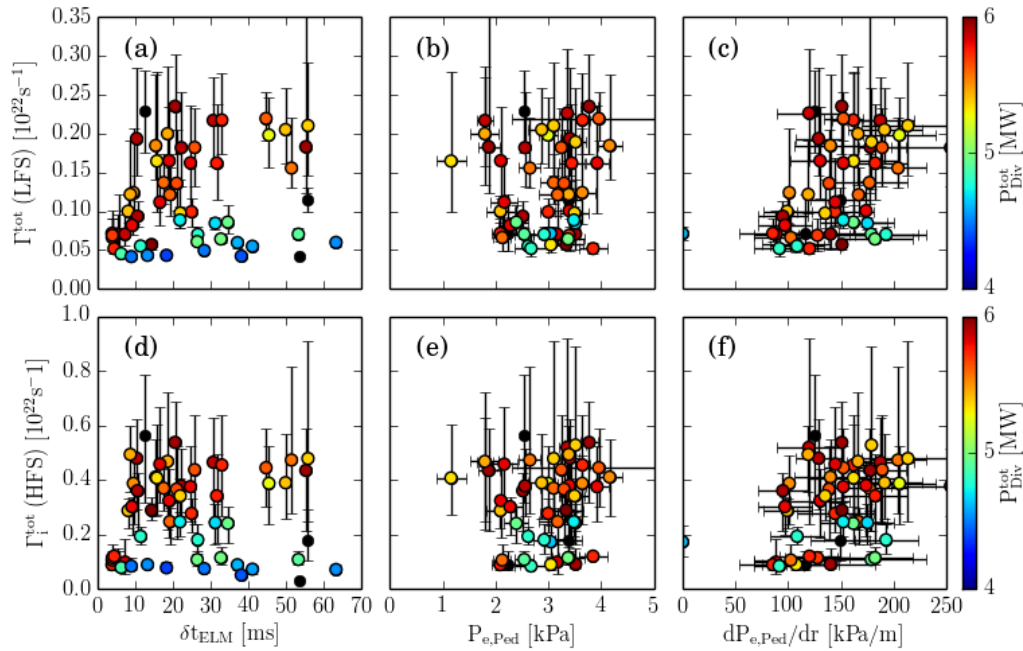 (a) (b) (c)
0.35
0.30
0.25
0.20
0.15
0.10
0.05
0.00
Γ_i^tot (LFS) [10^22 s^−1]
6
5
4
P_Div^tot [MW]
(d) (e) (f)
1.0
0.8
0.6
0.4
0.2
0.0
Γ_i^tot (HFS) [10^22 s^−1]
6
5
4
P_Div^tot [MW]
0 10 20 30 40 50 60 70
0 1 2 3 4 5
0 50 100 150 200 250
δt_ELM [ms]
P_e,Ped [kPa]
dP_e,Ped/dr [kPa/m]